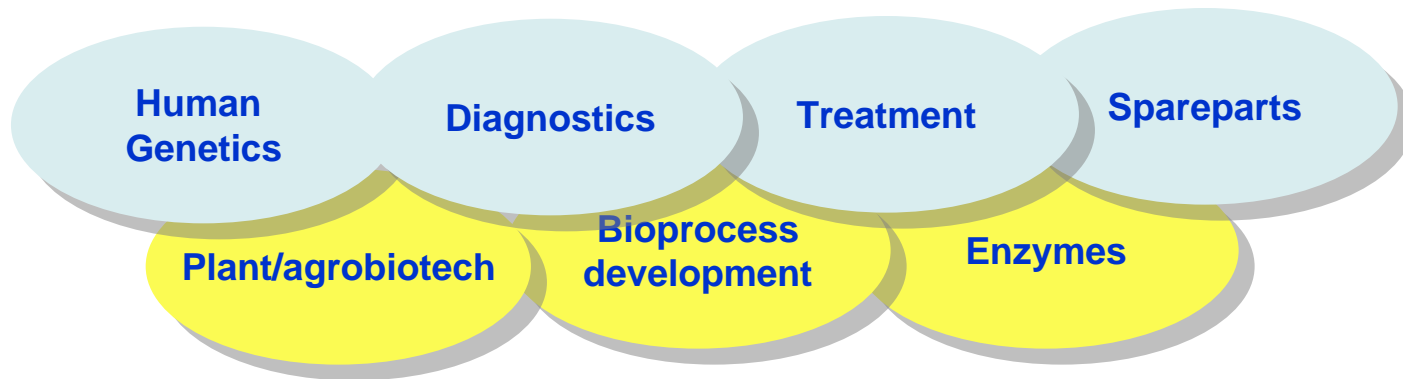 Human
Genetics
Diagnostics
Treatment
Spareparts
Plant/agrobiotech
Bioprocess
development
Enzymes